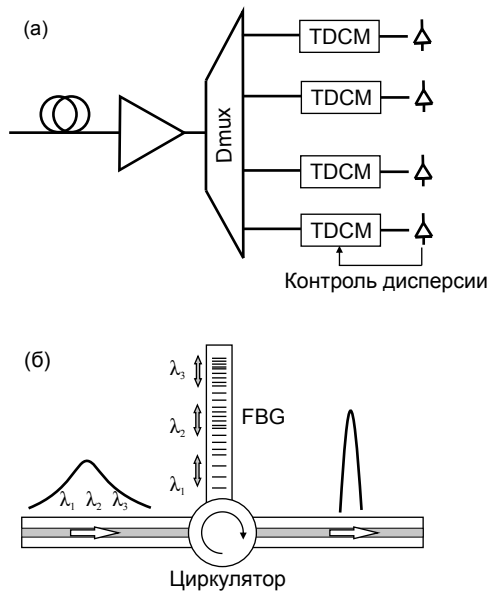 (а)
TDCM
TDCM
Dmux
TDCM
TDCM
Контроль дисперсии
(б)
λ3
λ2
FBG
λ1
λ1 λ2 λ3
Циркулятор